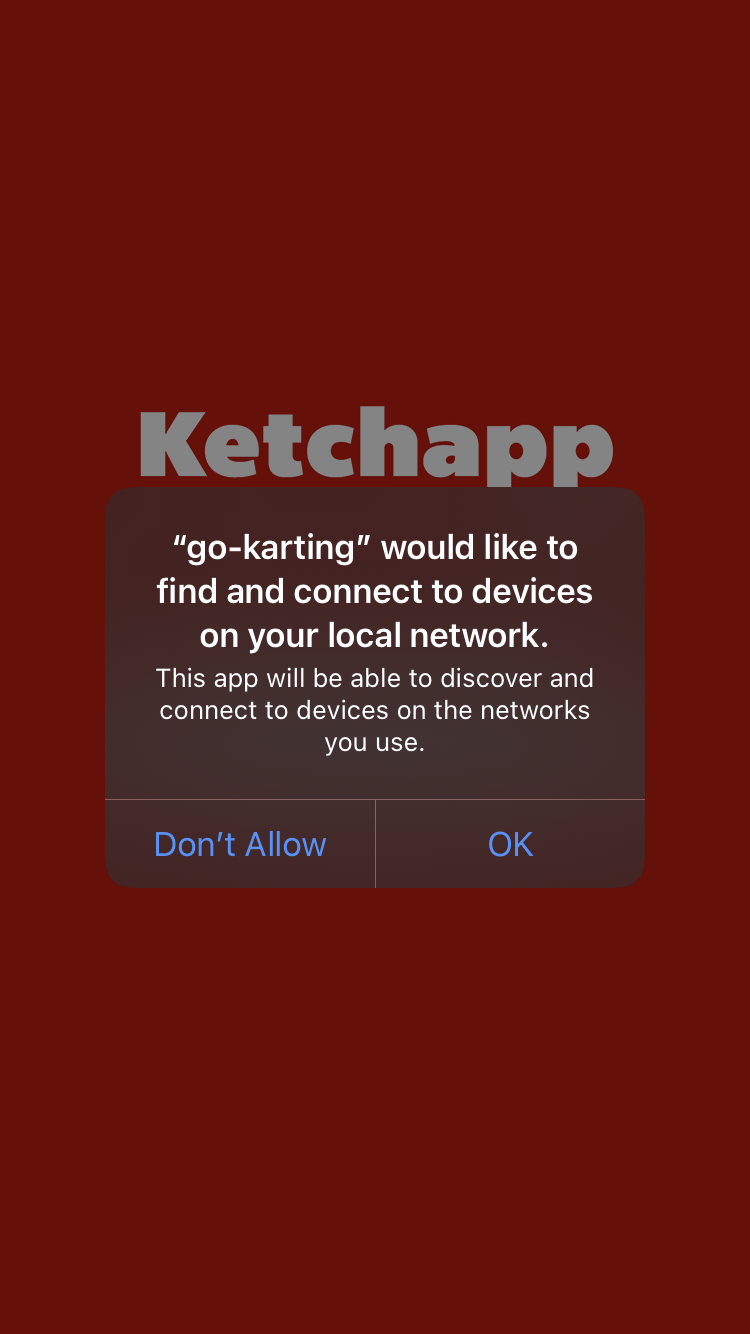 Ketchapp
“go-karting” would like to
find and connect to devices
on your local network.
This app will be able to discover and
connect to devices on the networks
you use.
Don’t Allow
OK